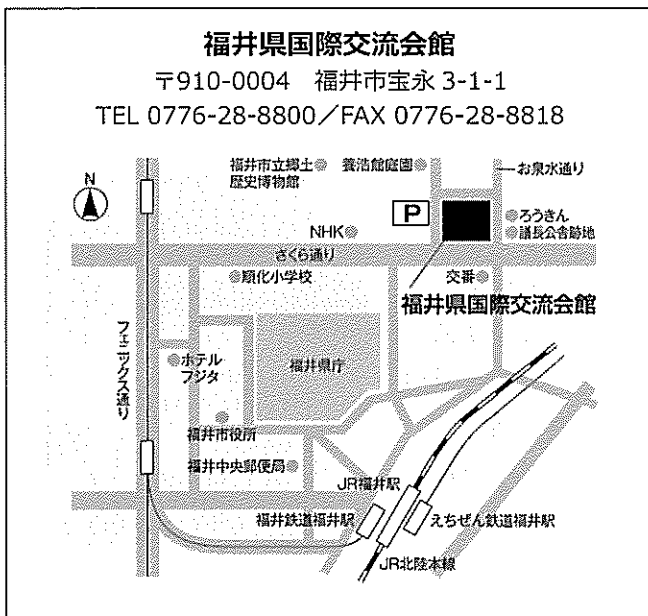 福井県国際交流会館
〒910-0004 福井市宝永 3-1-1
TEL 0776-28-8800/FAX 0776-28-8818
N
福井市立郷土
歴史博物館
養浩館庭園
お泉水通り
P
NHK
ろうきん
議長公舎跡地
さくら通り
順化小学校
交番
福井県国際交流会館
フェニックス通り
ホテル
フジタ
福井県庁
福井市役所
福井中央郵便局
JR福井駅
福井鉄道福井駅
えちぜん鉄道福井駅
JR北陸本線